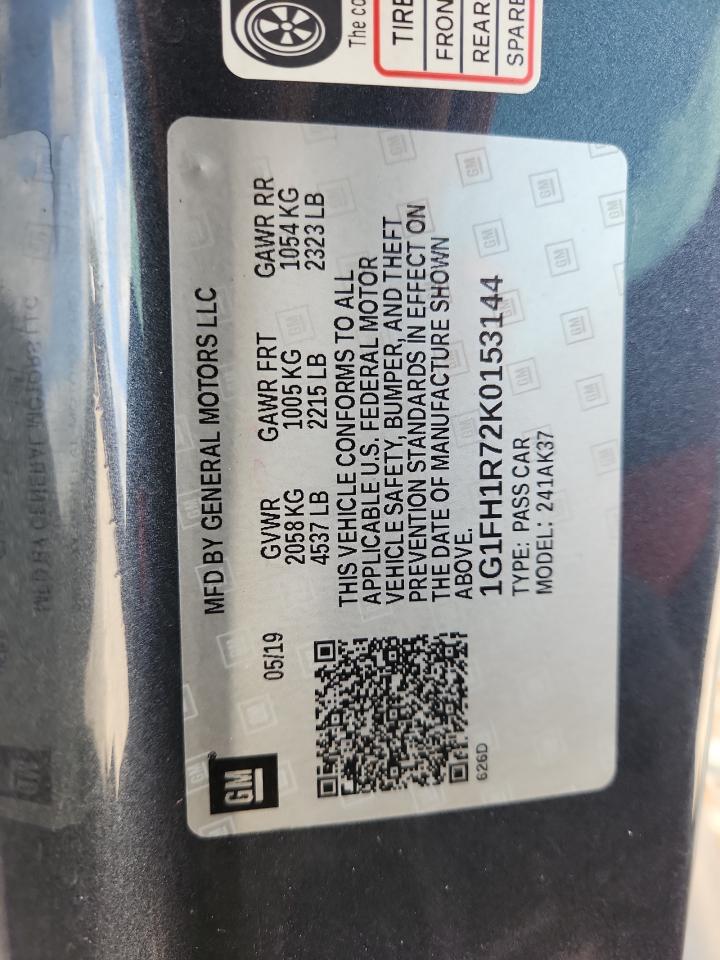 The co
TIRE
FRON
REAR
SPARE
GM
MFD BY GENERAL MOTORS LLC
05/19
GVWR GAWR FRT GAWR RR
2058 KG 1005 KG 1054 KG
4537 LB 2215 LB 2323 LB
THIS VEHICLE CONFORMS TO ALL
APPLICABLE U.S. FEDERAL MOTOR
VEHICLE SAFETY, BUMPER, AND THEFT
PREVENTION STANDARDS IN EFFECT ON
THE DATE OF MANUFACTURE SHOWN
ABOVE.
1G1FH1R72K0153144
TYPE: PASS CAR
MODEL: 241AK37
626D